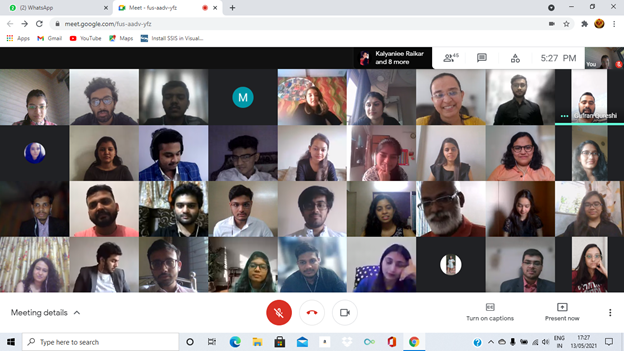 (2) WhatsApp
Meet - fus-aadv-yfz
meet.google.com/fus-aadv-yfz
Apps
Gmail
YouTube
Maps
Install SSIS in Visual...
Kalyaniee Raikar
and 8 more
45
5:27 PM
You
M
Gufran Qureshi
Meeting details
Turn on captions
Present now
Type here to search
ENG
IN
17:27
13/05/2021